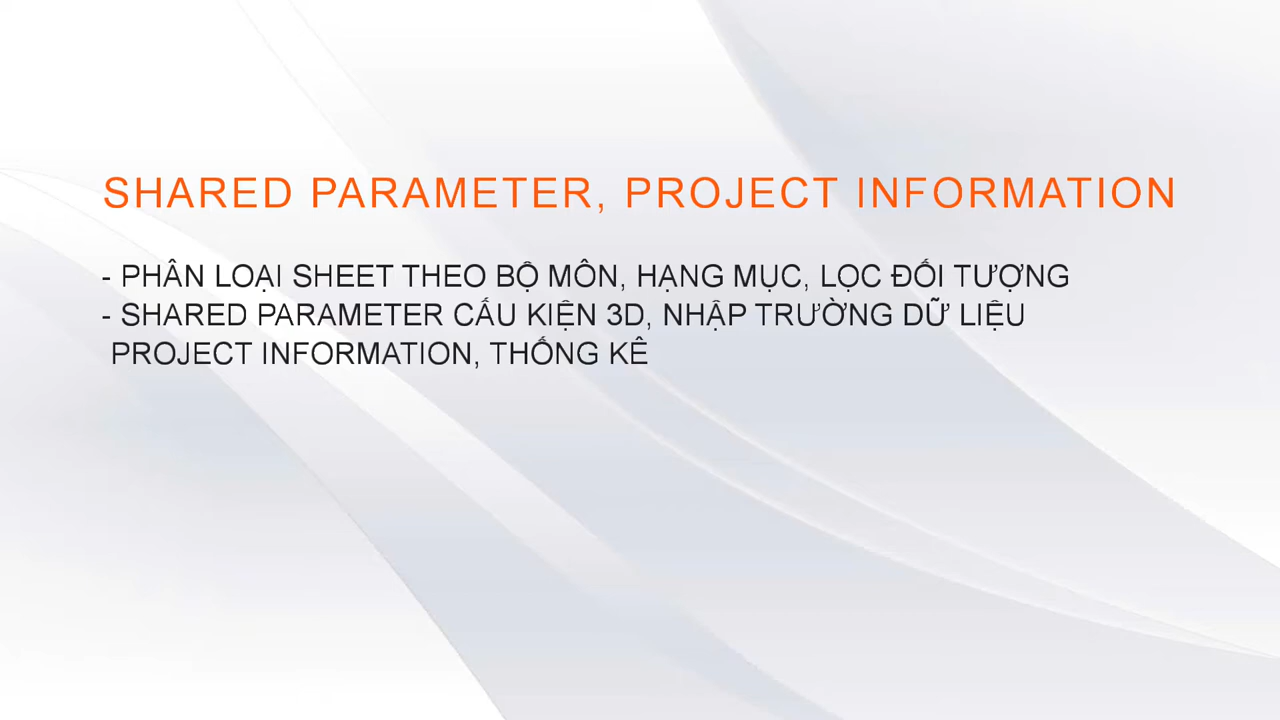 SHARED PARAMETER, PROJECT INFORMATION
- PHÂN LOẠI SHEET THEO BỘ MÔN, HẠNG MỤC, LỌC ĐỐI TƯỢNG
- SHARED PARAMETER CẤU KIỆN 3D, NHẬP TRƯỜNG DỮ LIỆU
PROJECT INFORMATION, THỐNG KÊ